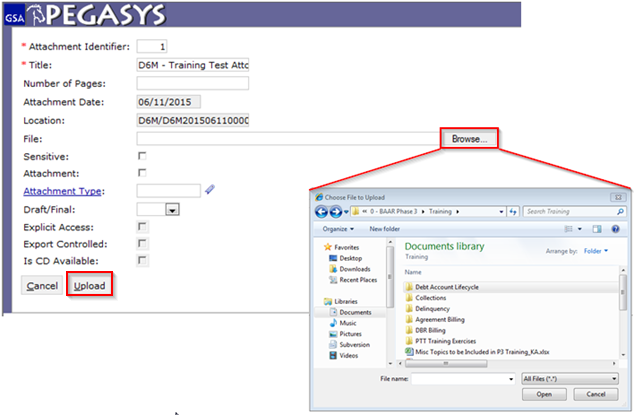 GSA PEGASYS
* Attachment Identifier: 1
* Title: D6M - Training Test Atta
Number of Pages:
Attachment Date: 06/11/2015
Location: D6M/D6M201506110000
File: Browse...
Sensitive:
Attachment:
Attachment Type:
Draft/Final:
Explicit Access:
Export Controlled:
Is CD Available:
Cancel Upload
Choose File to Upload
« 0 - BAAR Phase 3 Training Search Training
Organize New folder
Favorites
Desktop
Downloads
Recent Places
Libraries
Documents
Music
Pictures
Subversion
Videos
Documents library
Training
Arrange by: Folder
Name
Debt Account Lifecycle
Collections
Delinquency
Agreement Billing
DBR Billing
PTT Training Exercises
Misc Topics to be Included in P3 Training_KA.xlsx
File name: All Files (*.*)
Open Cancel